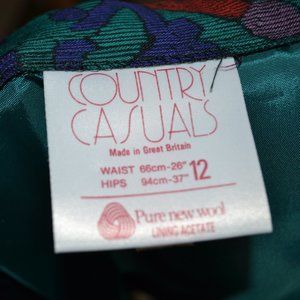 COUNTRY
CASUALS
Made in Great Britain
WAIST 66cm-26" 12
HIPS 94cm-37"
Pure new wool
LINING ACETATE